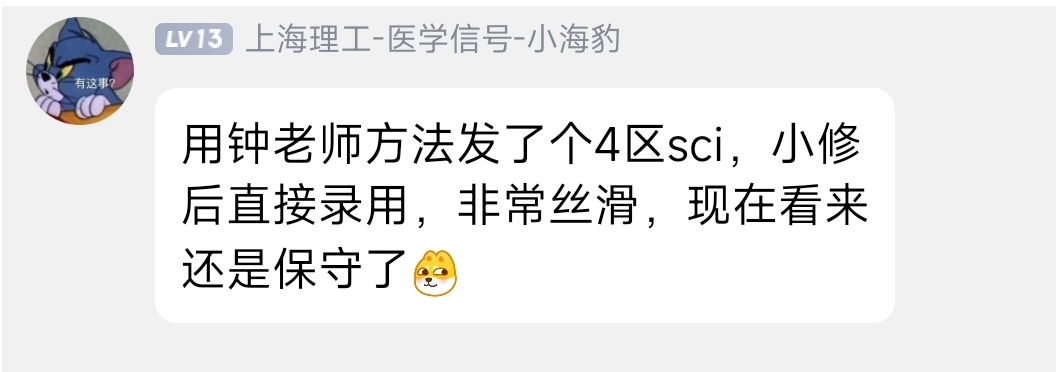 LV13 上海理工-医学信号-小海豹
有这事?
用钟老师方法发了个4区sci，小修
后直接录用，非常丝滑，现在看来
还是保守了